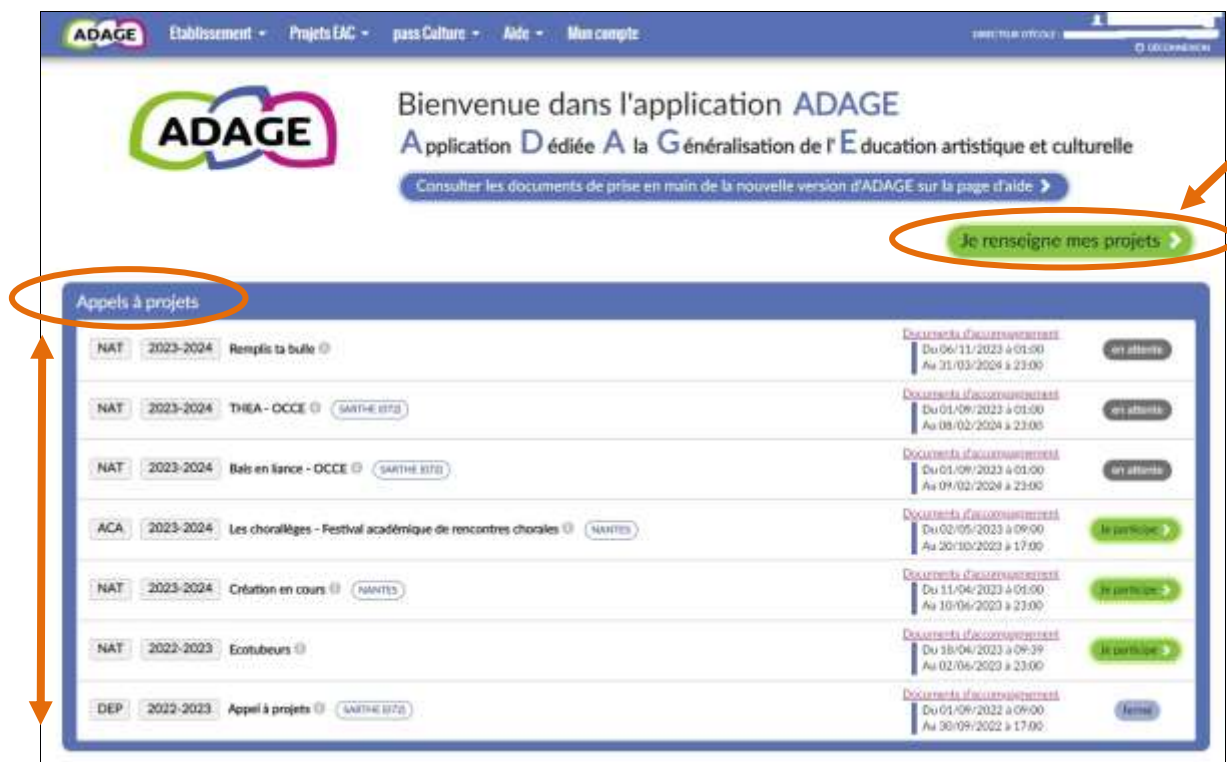 ADAGE Etablissement Projets EAC pass Culture Aide Mon compte
DIRECTEUR D'ÉCOLE
DÉCONNEXION
ADAGE
Bienvenue dans l'application ADAGE
Application Dédiée A la Généralisation de l'Education artistique et culturelle
Consulter les documents de prise en main de la nouvelle version d'ADAGE sur la page d'aide
Je renseigne mes projets
Appels à projets
NAT 2023-2024 Remplis ta bulle
Documents d'accompagnement
Du 06/11/2023 à 01:00
Au 31/03/2024 à 23:00
en attente
NAT 2023-2024 THEA - OCCE SARTHE (072)
Documents d'accompagnement
Du 01/09/2023 à 01:00
Au 08/02/2024 à 23:00
en attente
NAT 2023-2024 Bals en liance - OCCE SARTHE (072)
Documents d'accompagnement
Du 01/09/2023 à 01:00
Au 09/02/2024 à 23:00
en attente
ACA 2023-2024 Les chorallèges - Festival académique de rencontres chorales NANTES
Documents d'accompagnement
Du 02/05/2023 à 09:00
Au 20/10/2023 à 17:00
Je participe
NAT 2023-2024 Création en cours NANTES
Documents d'accompagnement
Du 11/04/2023 à 01:00
Au 10/06/2023 à 23:00
Je participe
NAT 2022-2023 Ecotubeurs
Documents d'accompagnement
Du 18/04/2023 à 09:39
Au 02/06/2023 à 23:00
Je participe
DEP 2022-2023 Appel à projets SARTHE (072)
Documents d'accompagnement
Du 01/09/2022 à 09:00
Au 30/09/2022 à 17:00
fermé